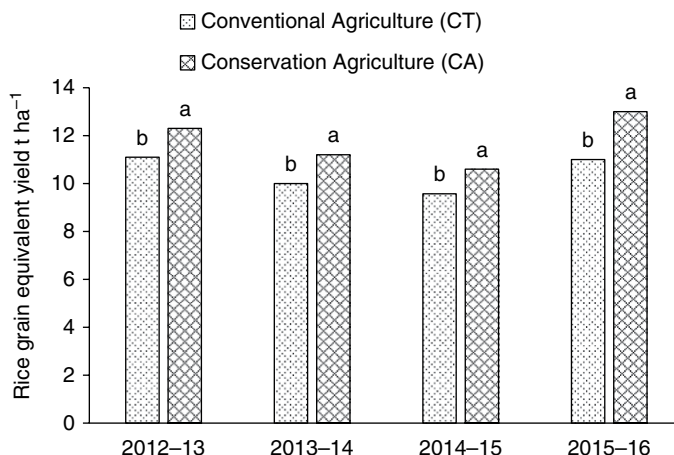 Conventional Agriculture (CT)
Conservation Agriculture (CA)
Rice grain equivalent yield t ha⁻¹
14
12
10
8
6
4
2
0
b a
b a
b a
b a
2012–13 2013–14 2014–15 2015–16